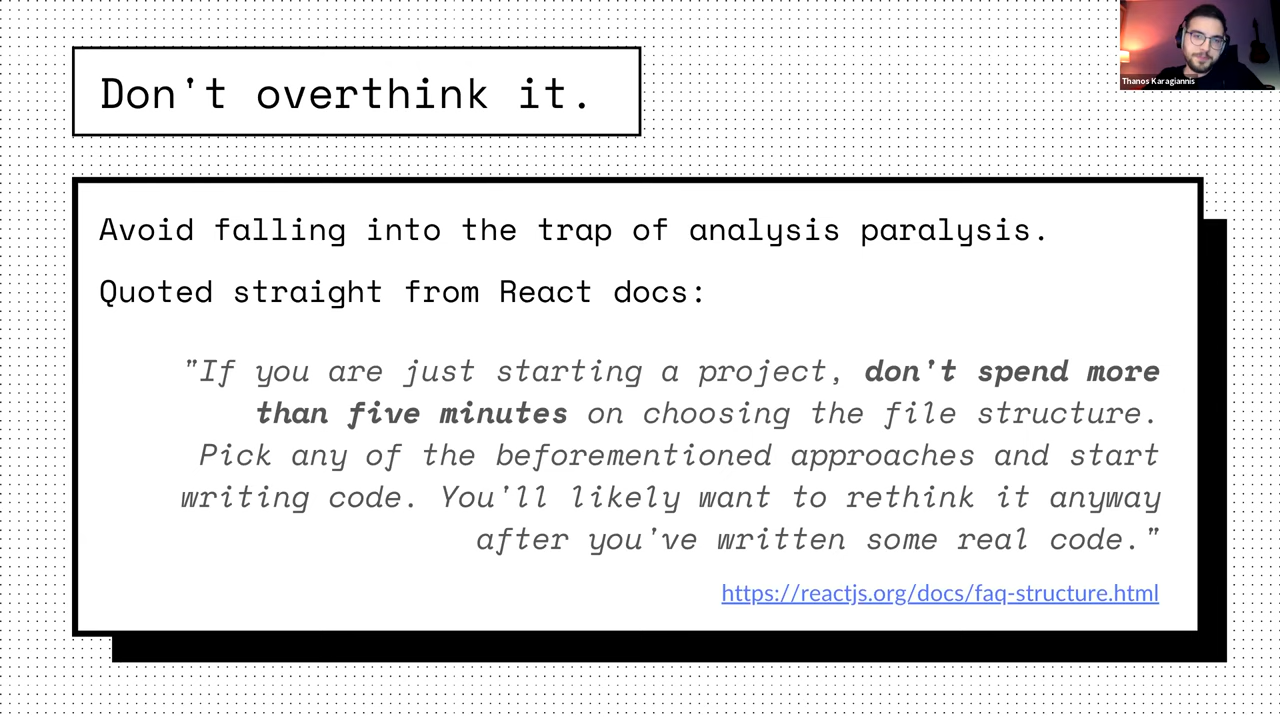 Don't overthink it.
Thanos Karagiannis
Avoid falling into the trap of analysis paralysis.
Quoted straight from React docs:
"If you are just starting a project, don't spend more
than five minutes on choosing the file structure.
Pick any of the beforementioned approaches and start
writing code. You'll likely want to rethink it anyway
after you've written some real code."
https://reactjs.org/docs/faq-structure.html